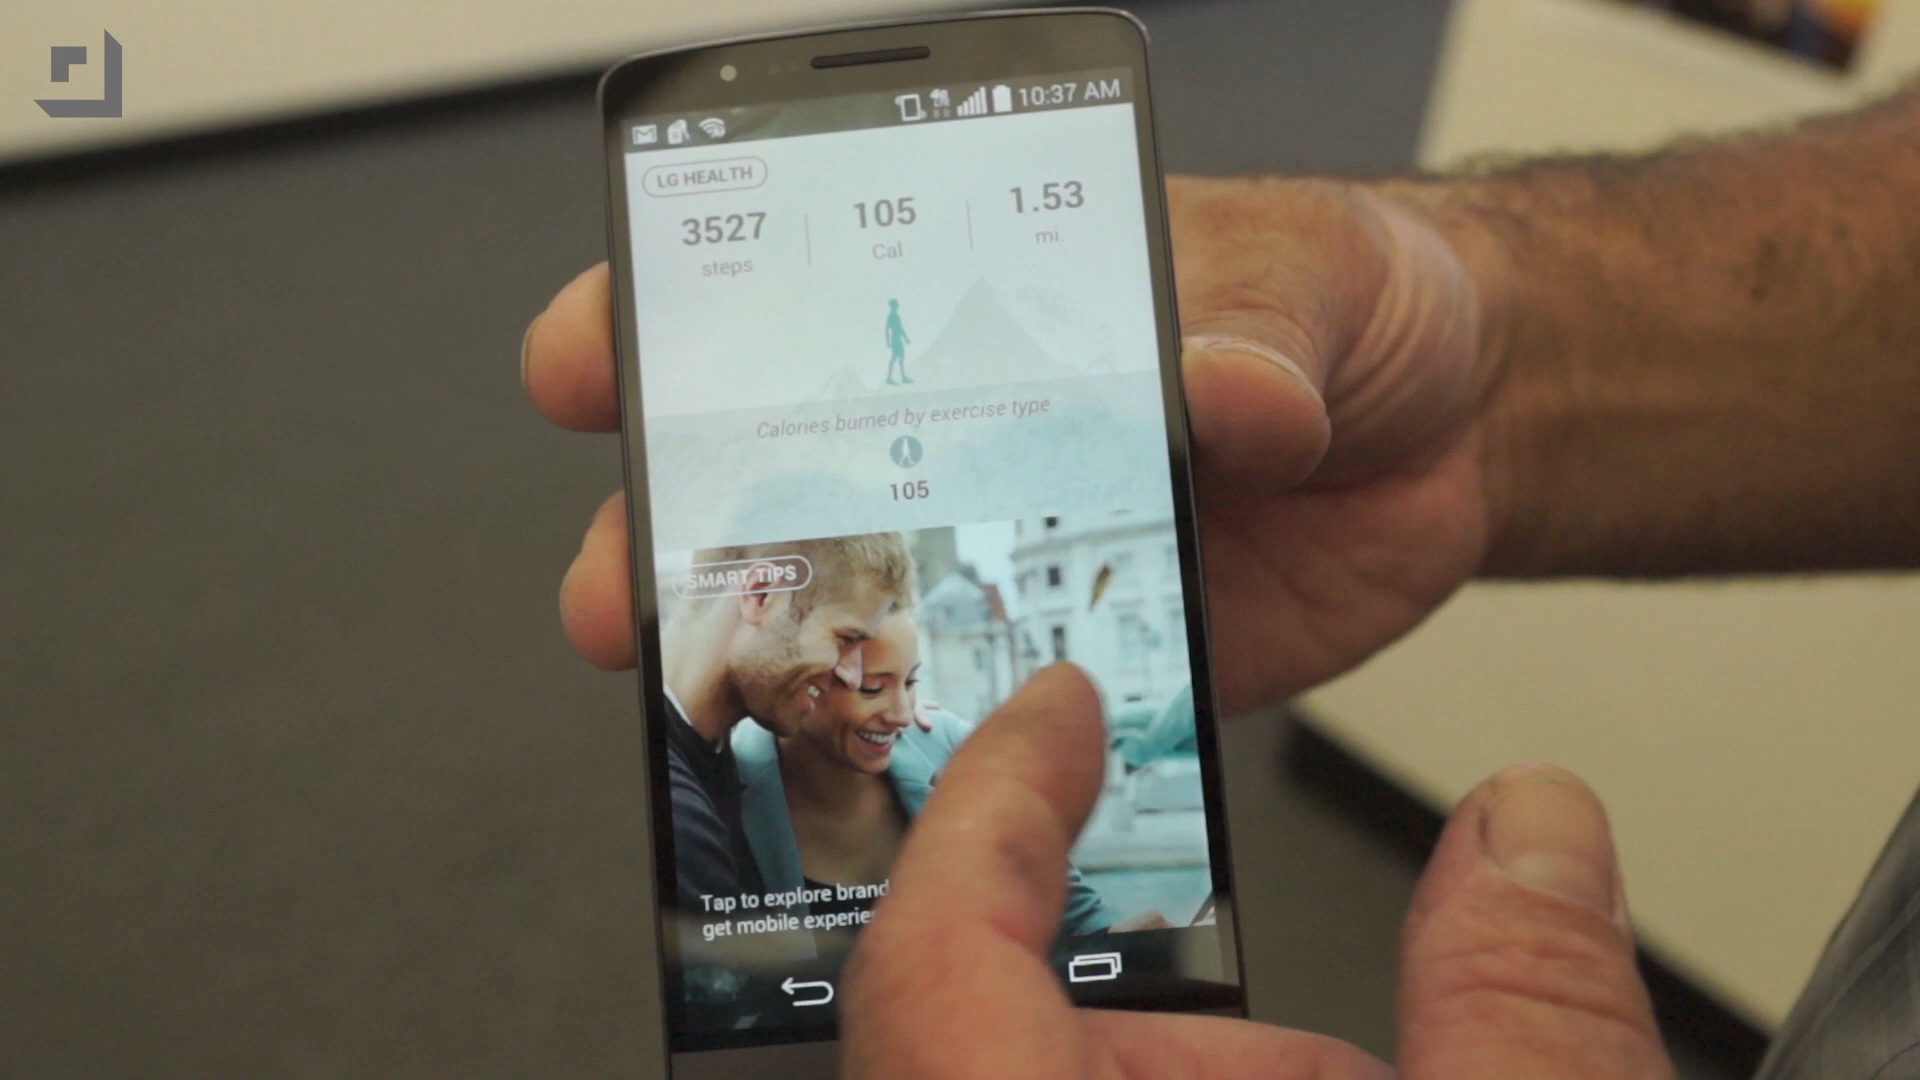 10:37 AM
LG HEALTH
3527 105 1.53
steps Cal mi.
Calories burned by exercise type
105
SMART TIPS
Tap to explore brand
get mobile